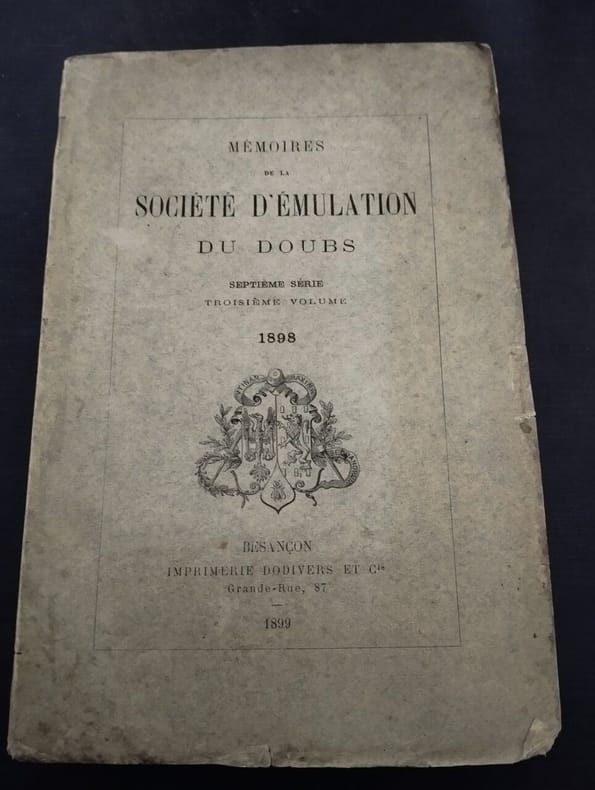 MÉMOIRES
DE LA
SOCIÉTÉ D'ÉMULATION
DU DOUBS
SEPTIÈME SÉRIE
TROISIÈME VOLUME
1898
BESANÇON
IMPRIMERIE DODIVERS ET Cie
Grande-Rue, 87
1899